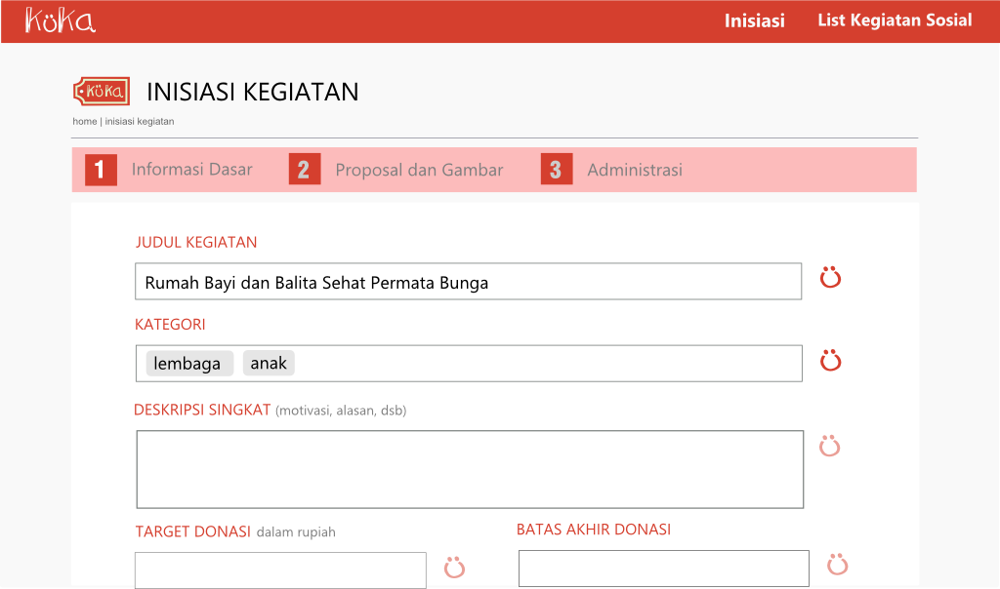 küka
Inisiasi
List Kegiatan Sosial
küka
INISIASI KEGIATAN
home | inisiasi kegiatan
1 Informasi Dasar
2 Proposal dan Gambar
3 Administrasi
JUDUL KEGIATAN
Rumah Bayi dan Balita Sehat Permata Bunga
KATEGORI
lembaga anak
DESKRIPSI SINGKAT (motivasi, alasan, dsb)
TARGET DONASI dalam rupiah
BATAS AKHIR DONASI